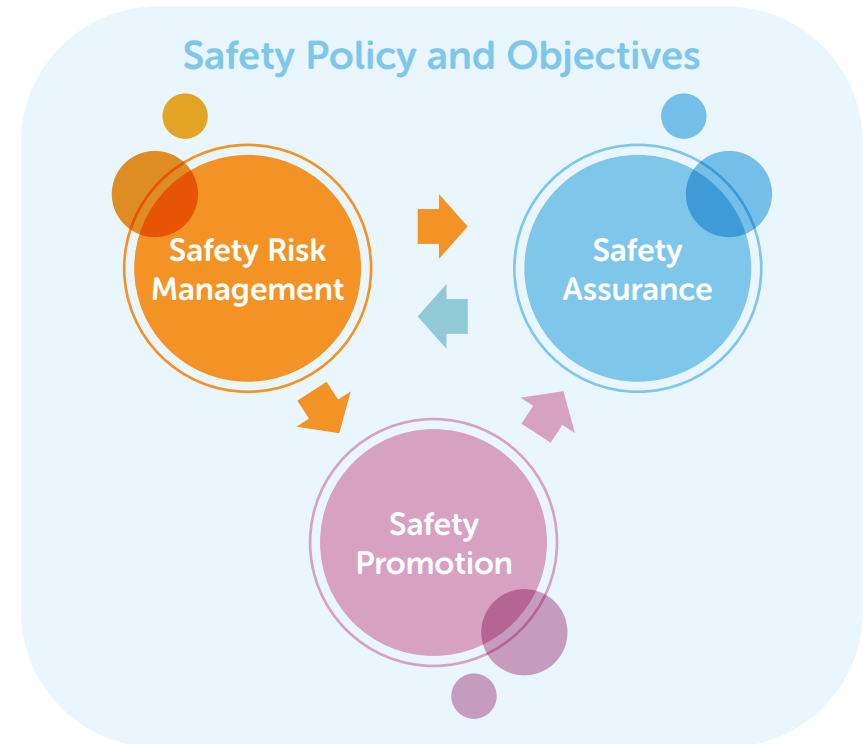 Safety Policy and Objectives
Safety Risk
Management
Safety
Assurance
Safety
Promotion